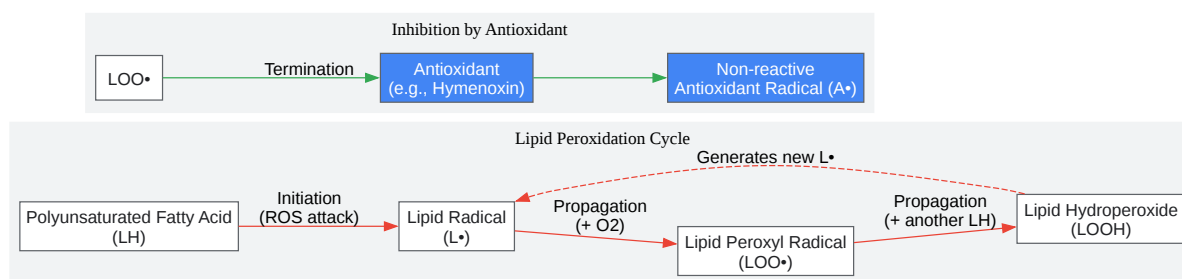 Inhibition by Antioxidant
LOO•
Termination
Antioxidant
(e.g., Hymenoxin)
Non-reactive
Antioxidant Radical (A•)
Lipid Peroxidation Cycle
Generates new L•
Polyunsaturated Fatty Acid
(LH)
Initiation
(ROS attack)
Lipid Radical
(L•)
Propagation
(+ O2)
Lipid Peroxyl Radical
(LOO•)
Propagation
(+ another LH)
Lipid Hydroperoxide
(LOOH)